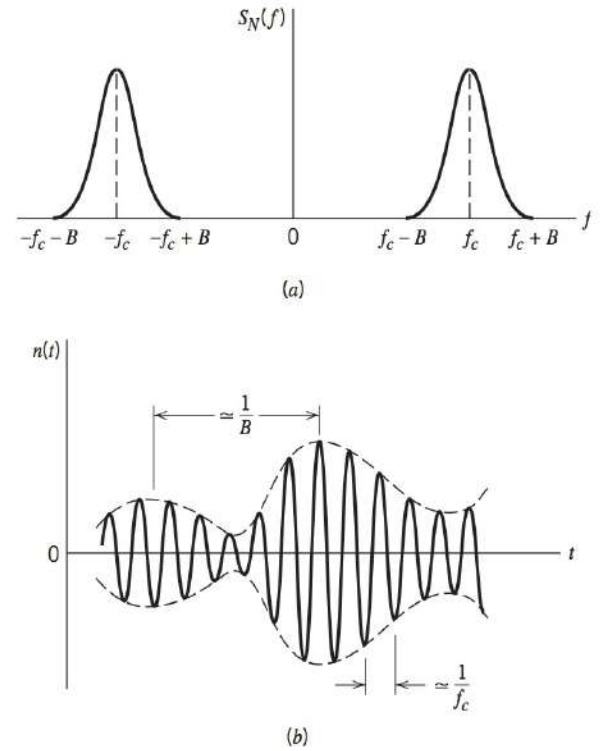 S_N(f)
−f_c − B −f_c −f_c + B 0 f_c − B f_c f_c + B f
(a)
n(t)
≃ 1/B
0 t
≃ 1/f_c
(b)